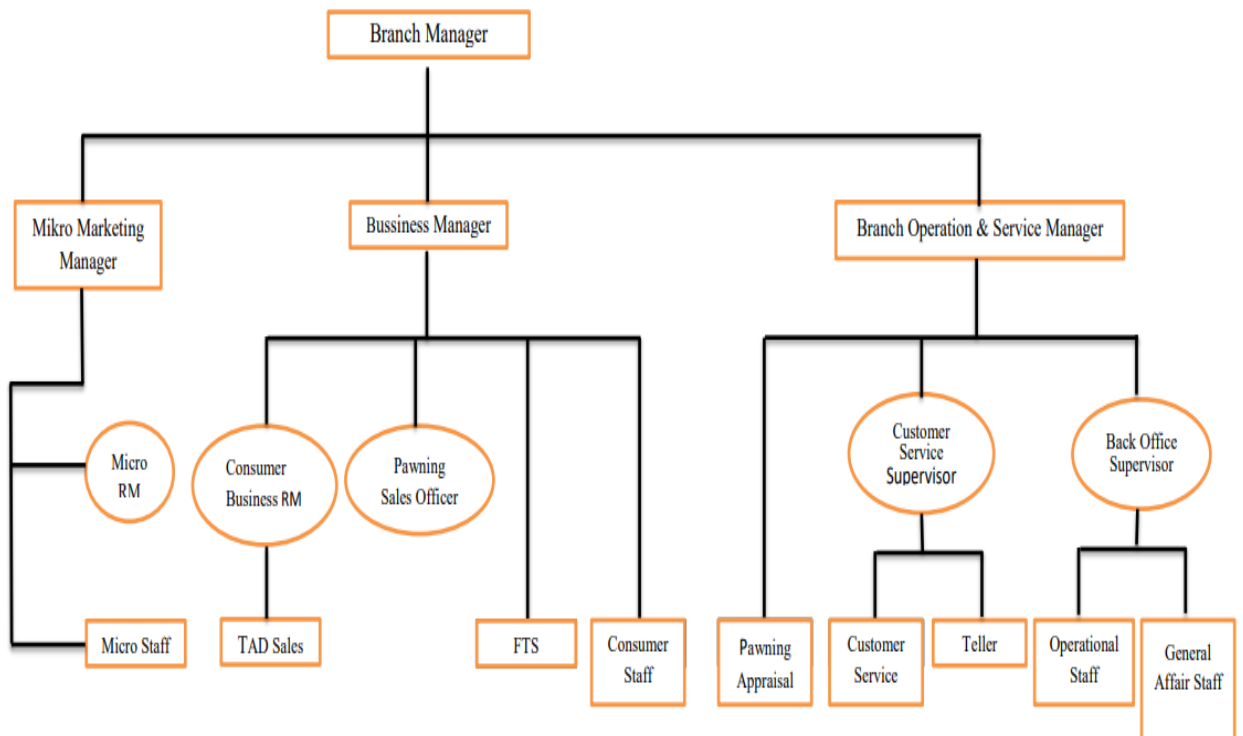 Branch Manager
Mikro Marketing
Manager
Bussiness Manager
Branch Operation & Service Manager
Micro
RM
Consumer
Business RM
Pawning
Sales Officer
Customer
Service
Supervisor
Back Office
Supervisor
Micro Staff
TAD Sales
FTS
Consumer
Staff
Pawning
Appraisal
Customer
Service
Teller
Operational
Staff
General
Affair Staff